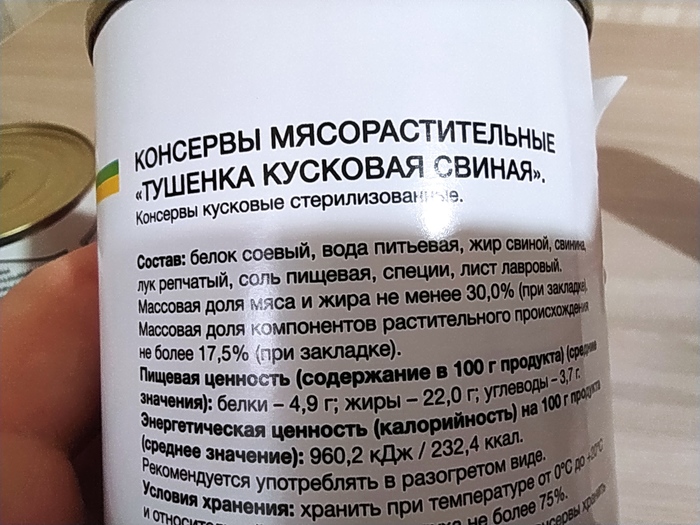 КОНСЕРВЫ МЯСОРАСТИТЕЛЬНЫЕ
«ТУШЕНКА КУСКОВАЯ СВИНАЯ».
Консервы кусковые стерилизованные.
Состав: белок соевый, вода питьевая, жир свиной, свинина,
лук репчатый, соль пищевая, специи, лист лавровый.
Массовая доля мяса и жира не менее 30,0% (при закладке).
Массовая доля компонентов растительного происхождения
не более 17,5% (при закладке).
Пищевая ценность (содержание в 100 г продукта) (средние
значения): белки – 4,9 г; жиры – 22,0 г; углеводы – 3,7 г.
Энергетическая ценность (калорийность) на 100 г продукта
(среднее значение): 960,2 кДж / 232,4 ккал.
Рекомендуется употреблять в разогретом виде.
Условия хранения: хранить при температуре от 0°С до +20°С
и не более 75%.